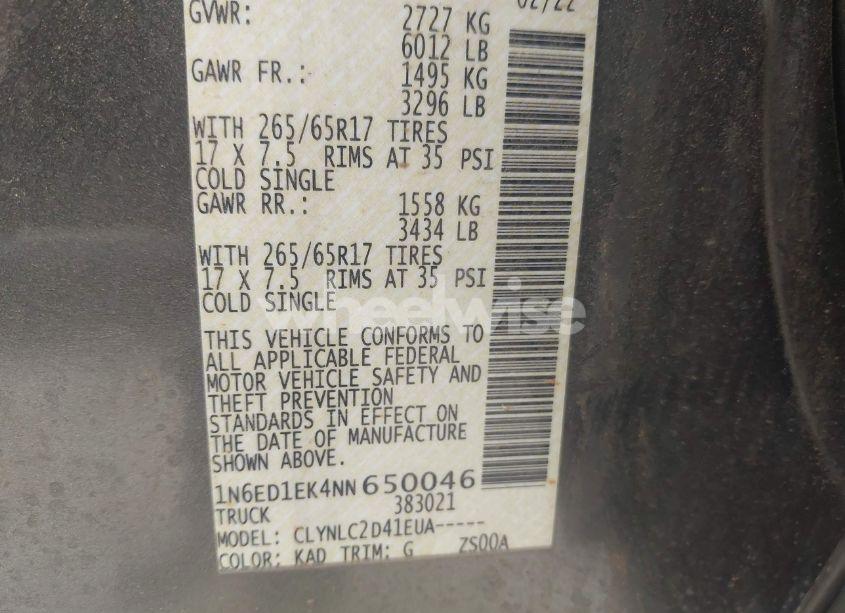 GVWR: 2727 KG 02/22
6012 LB
GAWR FR.: 1495 KG
3296 LB
WITH 265/65R17 TIRES
17 X 7.5 RIMS AT 35 PSI
COLD SINGLE
GAWR RR.: 1558 KG
3434 LB
WITH 265/65R17 TIRES
17 X 7.5 RIMS AT 35 PSI
COLD SINGLE
wheelwise
THIS VEHICLE CONFORMS TO
ALL APPLICABLE FEDERAL
MOTOR VEHICLE SAFETY AND
THEFT PREVENTION
STANDARDS IN EFFECT ON
THE DATE OF MANUFACTURE
SHOWN ABOVE.
1N6ED1EK4NN650046
TRUCK 383021
MODEL: CLYNLC2D41EUA-----
COLOR: KAD TRIM: G ZS00A